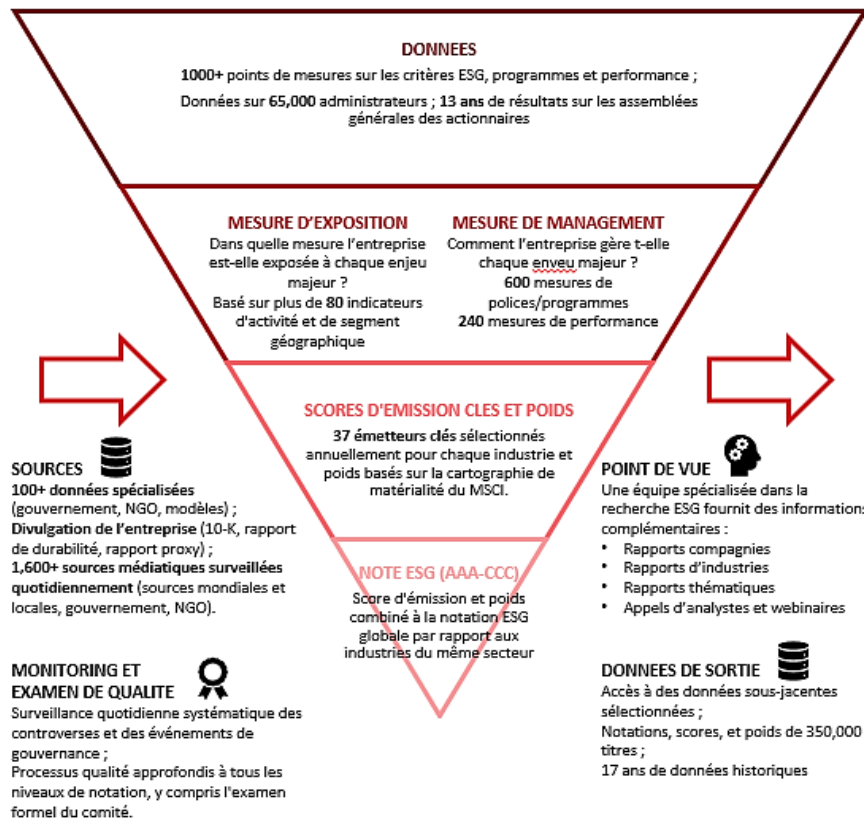 DONNEES
1000+ points de mesures sur les critères ESG, programmes et performance ;
Données sur 65,000 administrateurs ; 13 ans de résultats sur les assemblées
générales des actionnaires
MESURE D'EXPOSITION
Dans quelle mesure l'entreprise
est-elle exposée à chaque enjeu
majeur ?
Basé sur plus de 80 indicateurs
d'activité et de segment
géographique
MESURE DE MANAGEMENT
Comment l'entreprise gère t-elle
chaque enveu majeur ?
600 mesures de
polices/programmes
240 mesures de performance
SCORES D'EMISSION CLES ET POIDS
37 émetteurs clés sélectionnés
annuellement pour chaque industrie et
poids basés sur la cartographie de
matérialité du MSCI.
NOTE ESG (AAA-CCC)
Score d'émission et poids
combiné à la notation ESG
globale par rapport aux
industries du même secteur
SOURCES
100+ données spécialisées
(gouvernement, NGO, modèles) ;
Divulgation de l'entreprise (10-K, rapport
de durabilité, rapport proxy) ;
1,600+ sources médiatiques surveillées
quotidiennement (sources mondiales et
locales, gouvernement, NGO).
MONITORING ET
EXAMEN DE QUALITE
Surveillance quotidienne systématique des
controverses et des événements de
gouvernance ;
Processus qualité approfondis à tous les
niveaux de notation, y compris l'examen
formel du comité.
POINT DE VUE
Une équipe spécialisée dans la
recherche ESG fournit des informations
complémentaires :
• Rapports compagnies
• Rapports d'industries
• Rapports thématiques
• Appels d'analystes et webinaires
DONNEES DE SORTIE
Accès à des données sous-jacentes
sélectionnées ;
Notations, scores, et poids de 350,000
titres ;
17 ans de données historiques